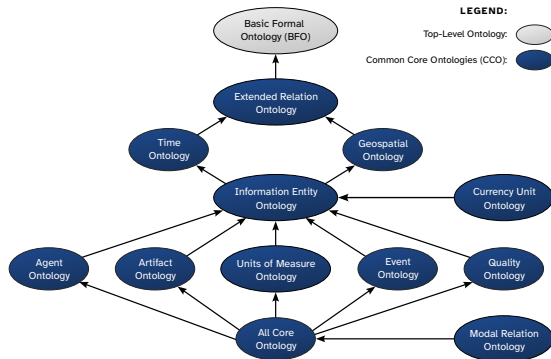 Basic Formal
Ontology (BFO)
LEGEND:
Top-Level Ontology:
Common Core Ontologies (CCO):
Extended Relation
Ontology
Time
Ontology
Geospatial
Ontology
Information Entity
Ontology
Currency Unit
Ontology
Agent
Ontology
Artifact
Ontology
Units of Measure
Ontology
Event
Ontology
Quality
Ontology
All Core
Ontology
Modal Relation
Ontology